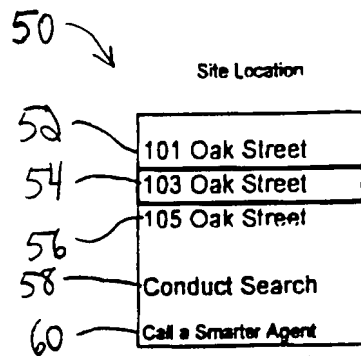 50
Site Location
52
101 Oak Street
54
103 Oak Street
56
105 Oak Street
58
Conduct Search
60
Call a Smarter Agent